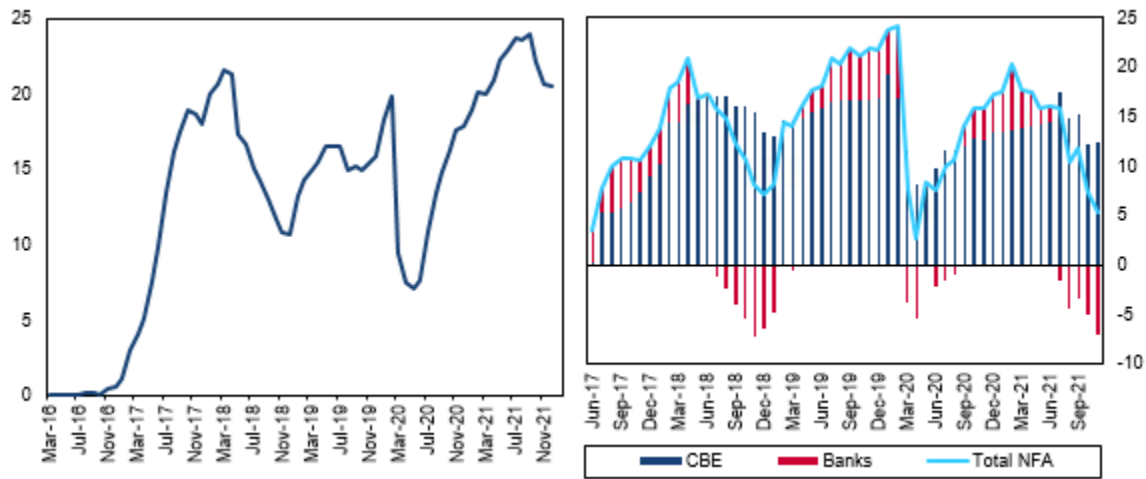 25
20
15
10
5
0
Mar-16
Jul-16
Nov-16
Mar-17
Jul-17
Nov-17
Mar-18
Jul-18
Nov-18
Mar-19
Jul-19
Nov-19
Mar-20
Jul-20
Nov-20
Mar-21
Jul-21
Nov-21
25
20
15
10
5
0
-5
-10
Jun-17
Sep-17
Dec-17
Mar-18
Jun-18
Sep-18
Dec-18
Mar-19
Jun-19
Sep-19
Dec-19
Mar-20
Jun-20
Sep-20
Dec-20
Mar-21
Jun-21
Sep-21
CBE Banks Total NFA